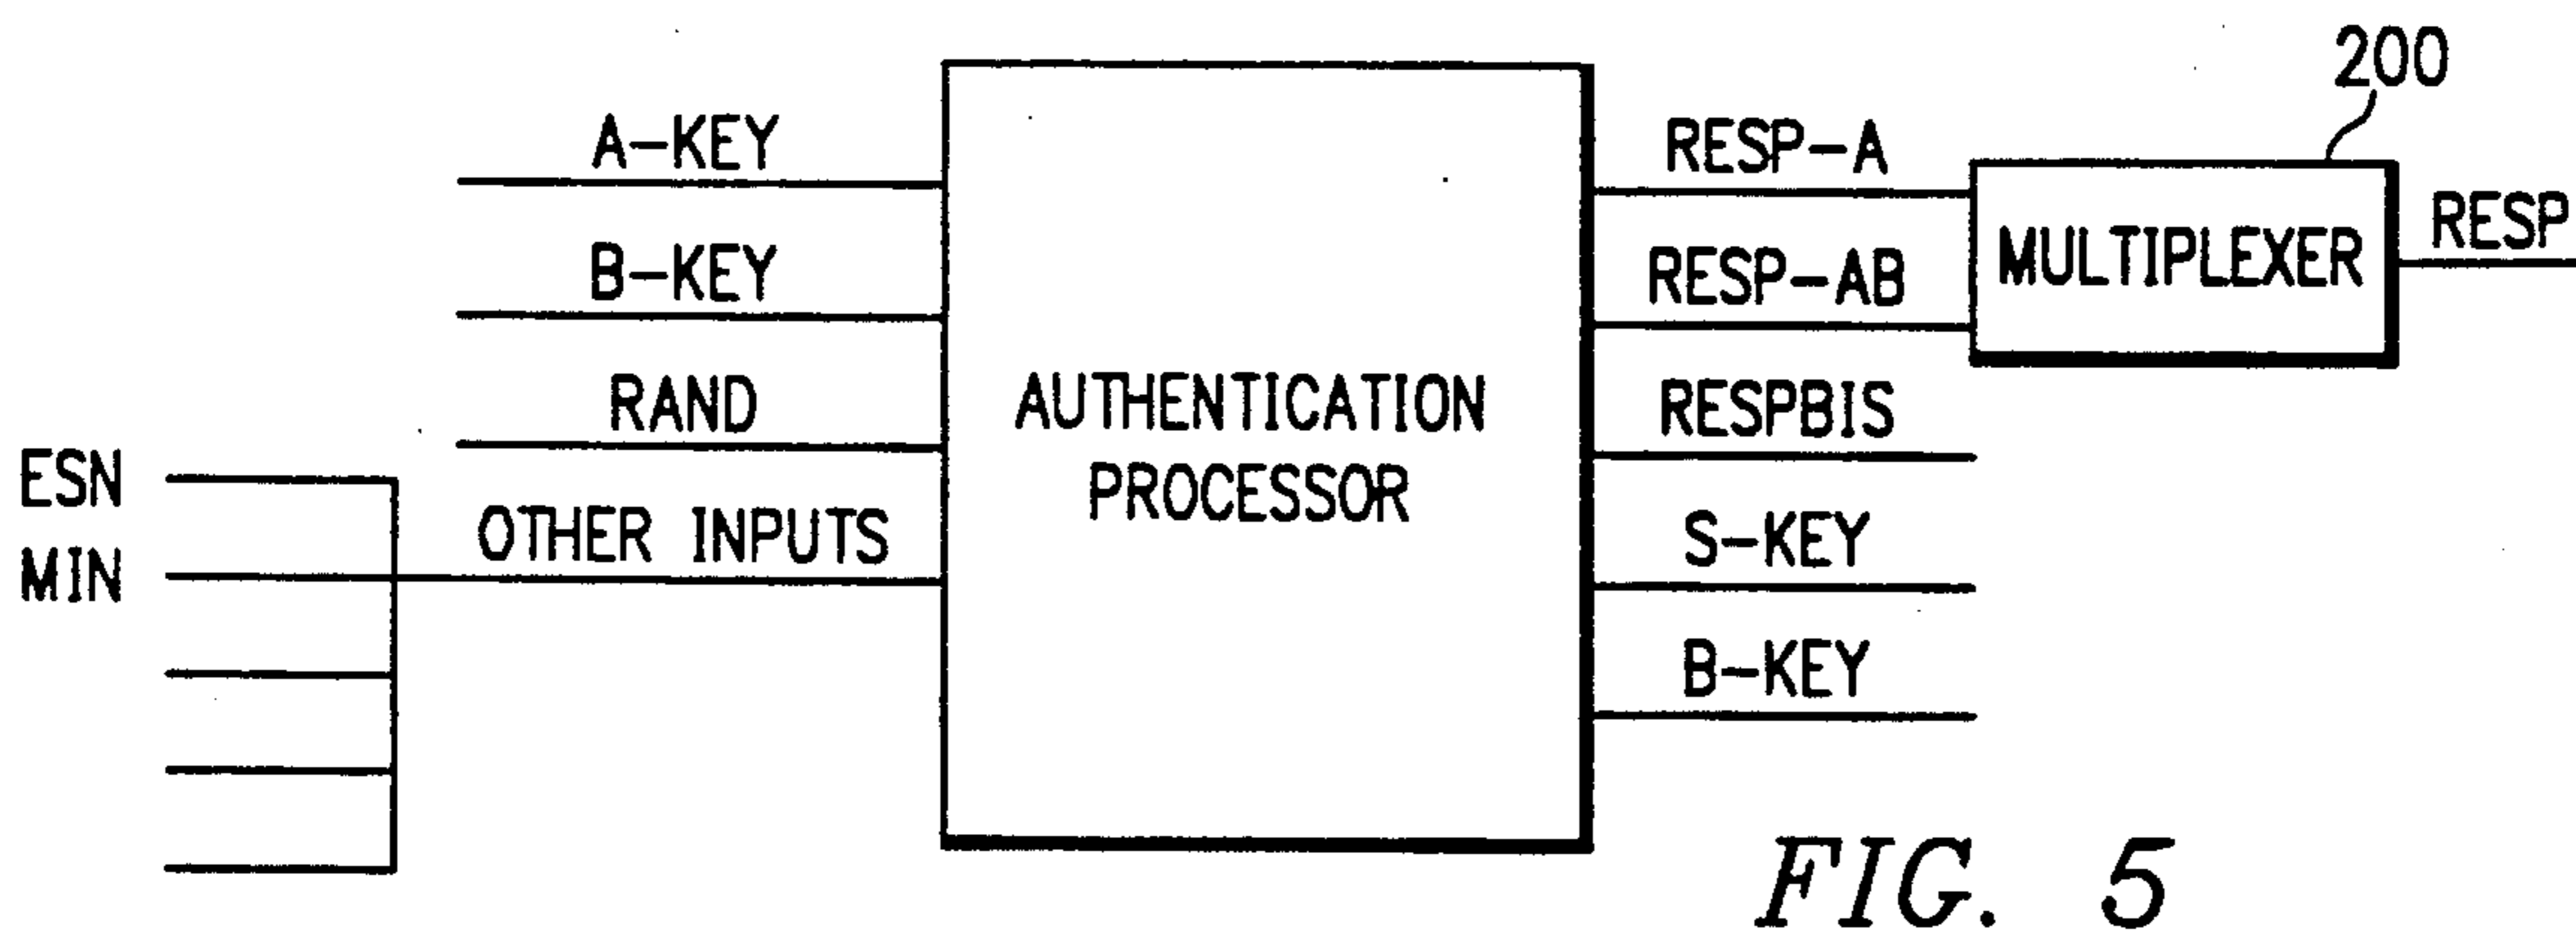 200
A-KEY
RESP-A
RESP
B-KEY
RESP-AB
MULTIPLEXER
RAND
AUTHENTICATION
PROCESSOR
RESPBIS
ESN
MIN
OTHER INPUTS
S-KEY
B-KEY
FIG. 5